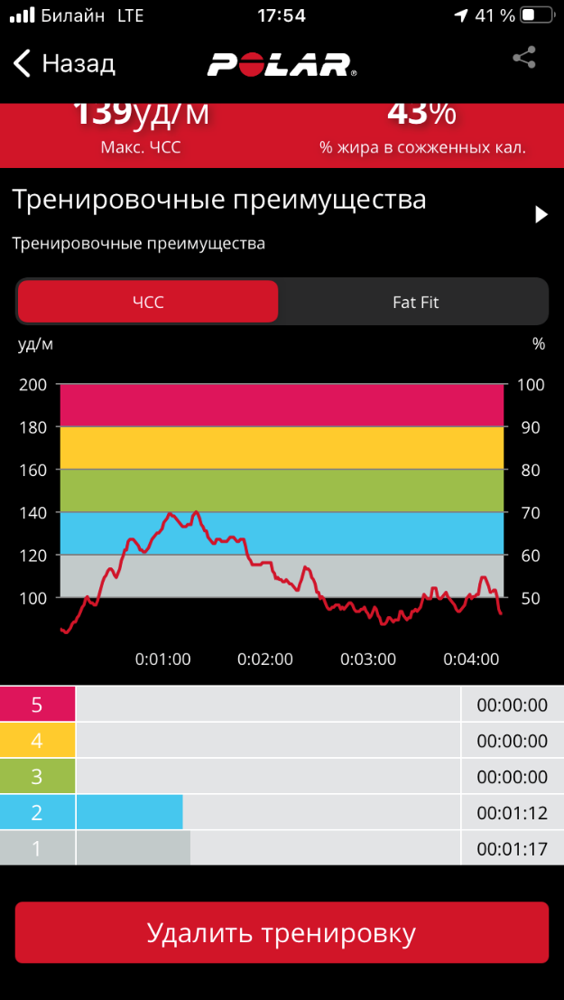 Билайн LTE 17:54 41 %
Назад POLAR®
139уд/м 43%
Макс. ЧСС % жира в сожженных кал.
Тренировочные преимущества
Тренировочные преимущества
ЧСС Fat Fit
уд/м %
200 100
180 90
160 80
140 70
120 60
100 50
0:01:00 0:02:00 0:03:00 0:04:00
5 00:00:00
4 00:00:00
3 00:00:00
2 00:01:12
1 00:01:17
Удалить тренировку